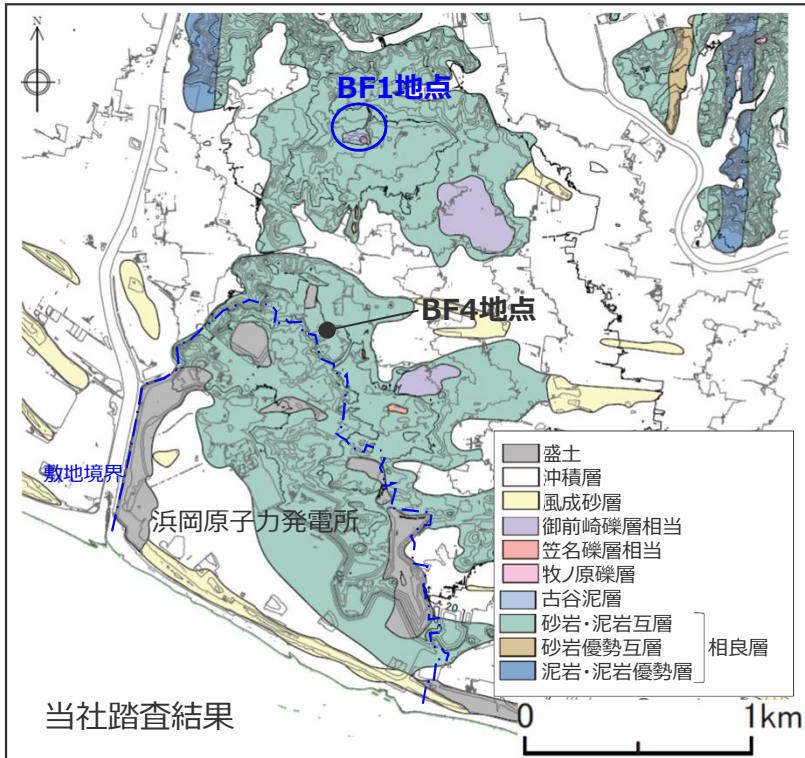 N
BF1地点
BF4地点
敷地境界
浜岡原子力発電所
盛土
沖積層
風成砂層
御前崎礫層相当
笠名礫層相当
牧ノ原礫層
古谷泥層
砂岩・泥岩互層
砂岩優勢互層
相良層
泥岩・泥岩優勢層
当社踏査結果
0 1km